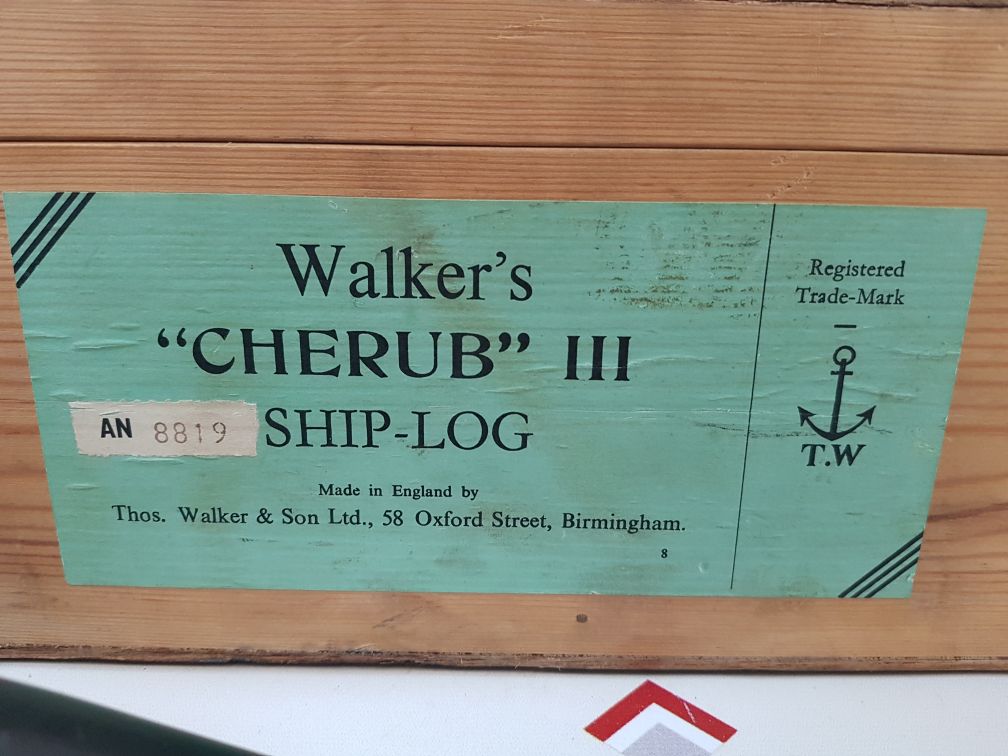 Walker's
“CHERUB” III
AN 8819
SHIP-LOG
Made in England by
Thos. Walker & Son Ltd., 58 Oxford Street, Birmingham.
8
Registered
Trade-Mark
T.W